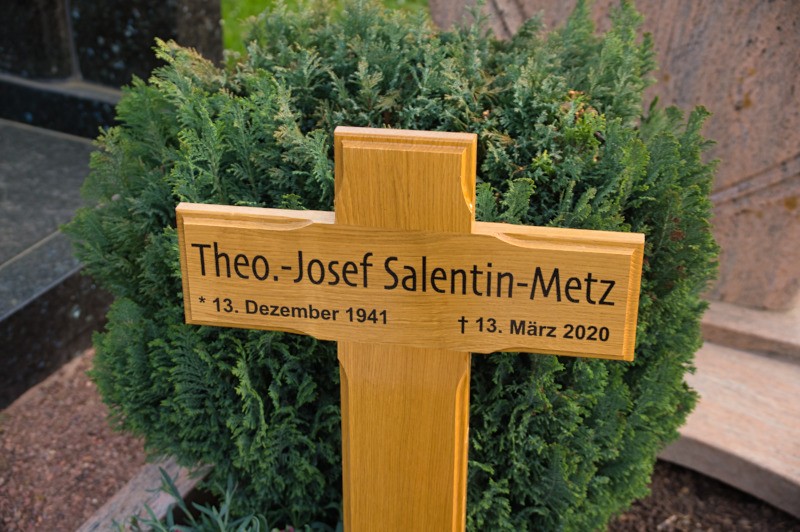 Theo.-Josef Salentin-Metz
* 13. Dezember 1941 † 13. März 2020